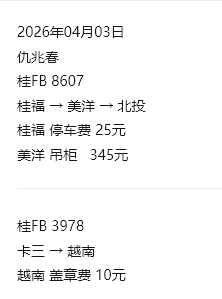 2026年04月03日
仇兆春
桂FB 8607
桂福 → 美洋 → 北投
桂福 停车费 25元
美洋 吊柜 345元
桂FB 3978
卡三 → 越南
越南 盖章费 10元